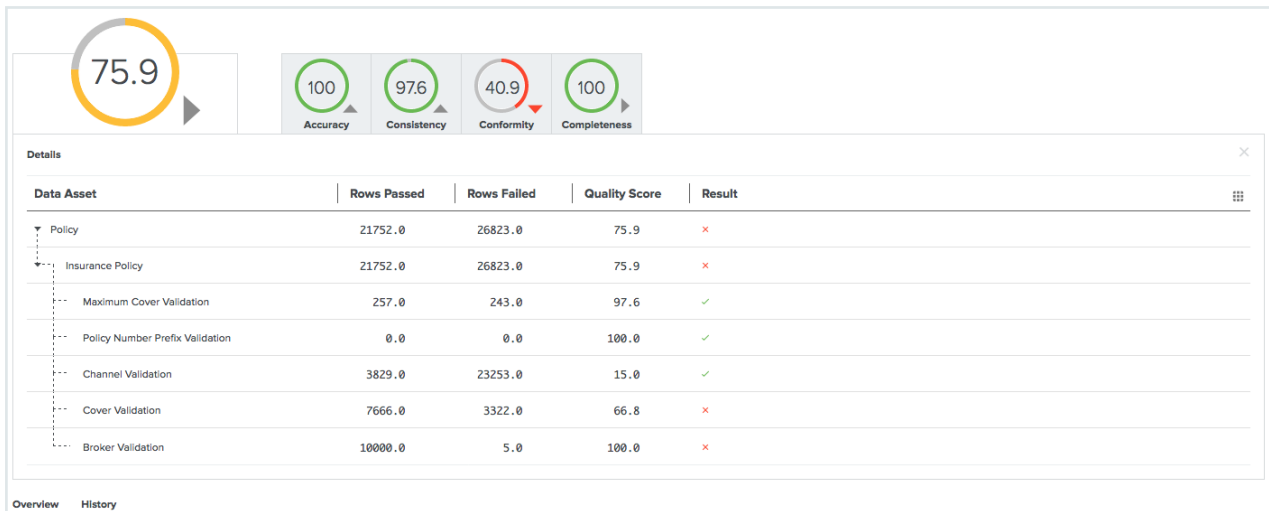 75.9
100 97.6 40.9 100
Accuracy Consistency Conformity Completeness
Details
Data Asset Rows Passed Rows Failed Quality Score Result
Policy 21752.0 26823.0 75.9
Insurance Policy 21752.0 26823.0 75.9
Maximum Cover Validation 257.0 243.0 97.6
Policy Number Prefix Validation 0.0 0.0 100.0
Channel Validation 3829.0 23253.0 15.0
Cover Validation 7666.0 3322.0 66.8
Broker Validation 10000.0 5.0 100.0
Overview History